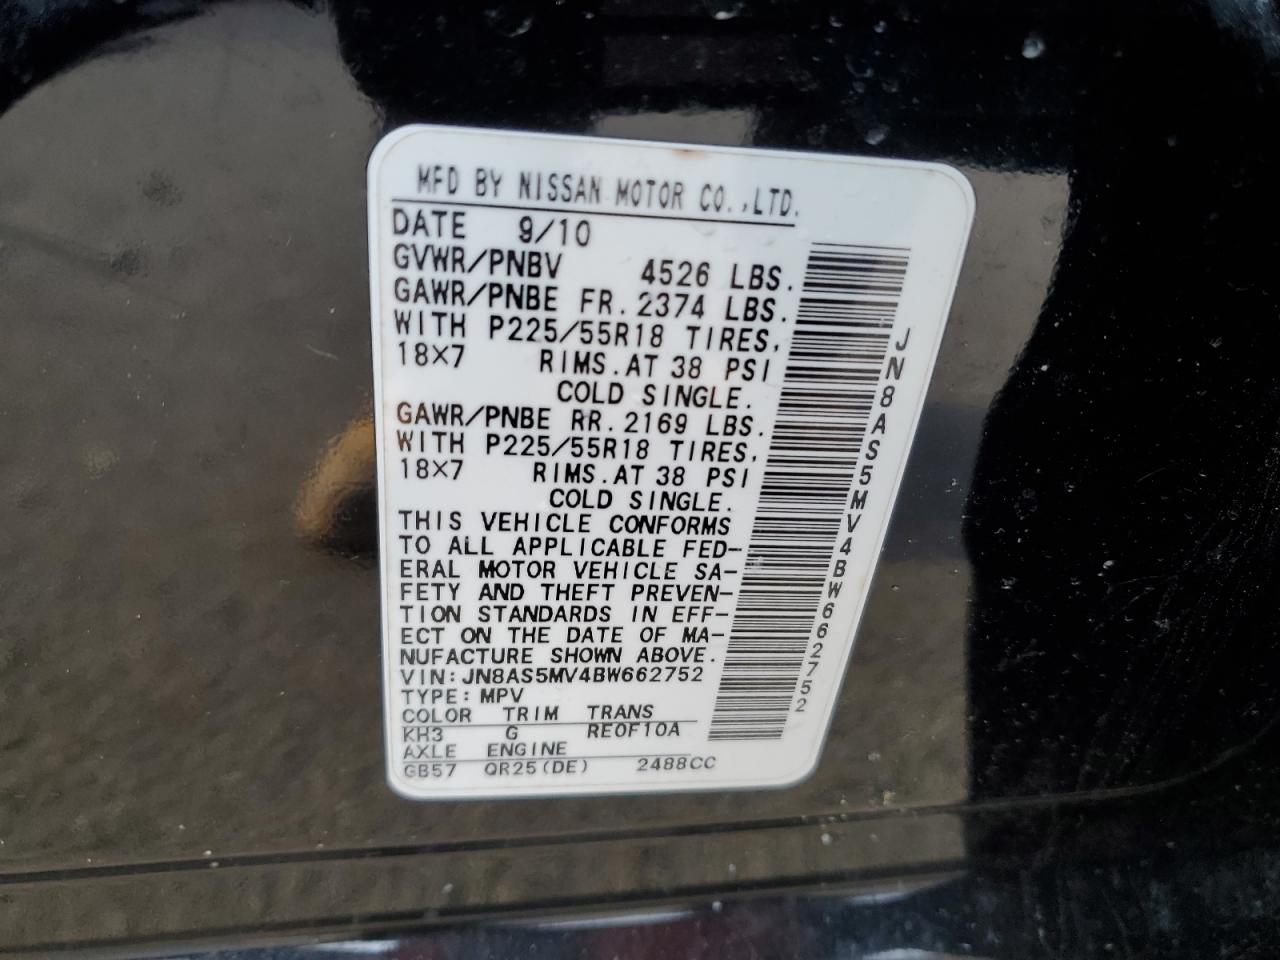 MFD BY NISSAN MOTOR CO.,LTD.
DATE 9/10
GVWR/PNBV 4526 LBS.
GAWR/PNBE FR.2374 LBS.
WITH P225/55R18 TIRES,
18×7 RIMS.AT 38 PSI
COLD SINGLE.
GAWR/PNBE RR.2169 LBS.
WITH P225/55R18 TIRES,
18×7 RIMS.AT 38 PSI
COLD SINGLE.
THIS VEHICLE CONFORMS
TO ALL APPLICABLE FED-
ERAL MOTOR VEHICLE SA-
FETY AND THEFT PREVEN-
TION STANDARDS IN EFF-
ECT ON THE DATE OF MA-
NUFACTURE SHOWN ABOVE.
VIN:JN8AS5MV4BW662752
TYPE:MPV
COLOR TRIM TRANS
KH3 G RE0F10A
AXLE ENGINE
GB57 QR25(DE) 2488CC
JN8AS5MV4BW662752